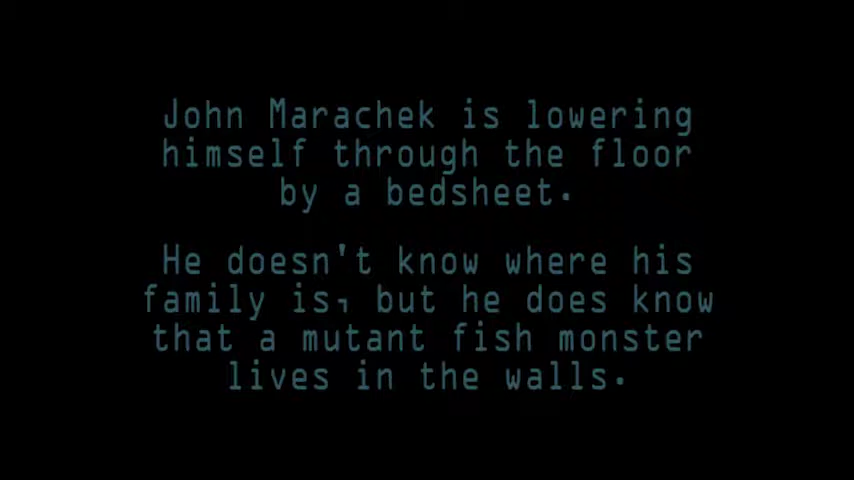 John Marachek is lowering
himself through the floor
by a bedsheet.
He doesn't know where his
family is, but he does know
that a mutant fish monster
lives in the walls.